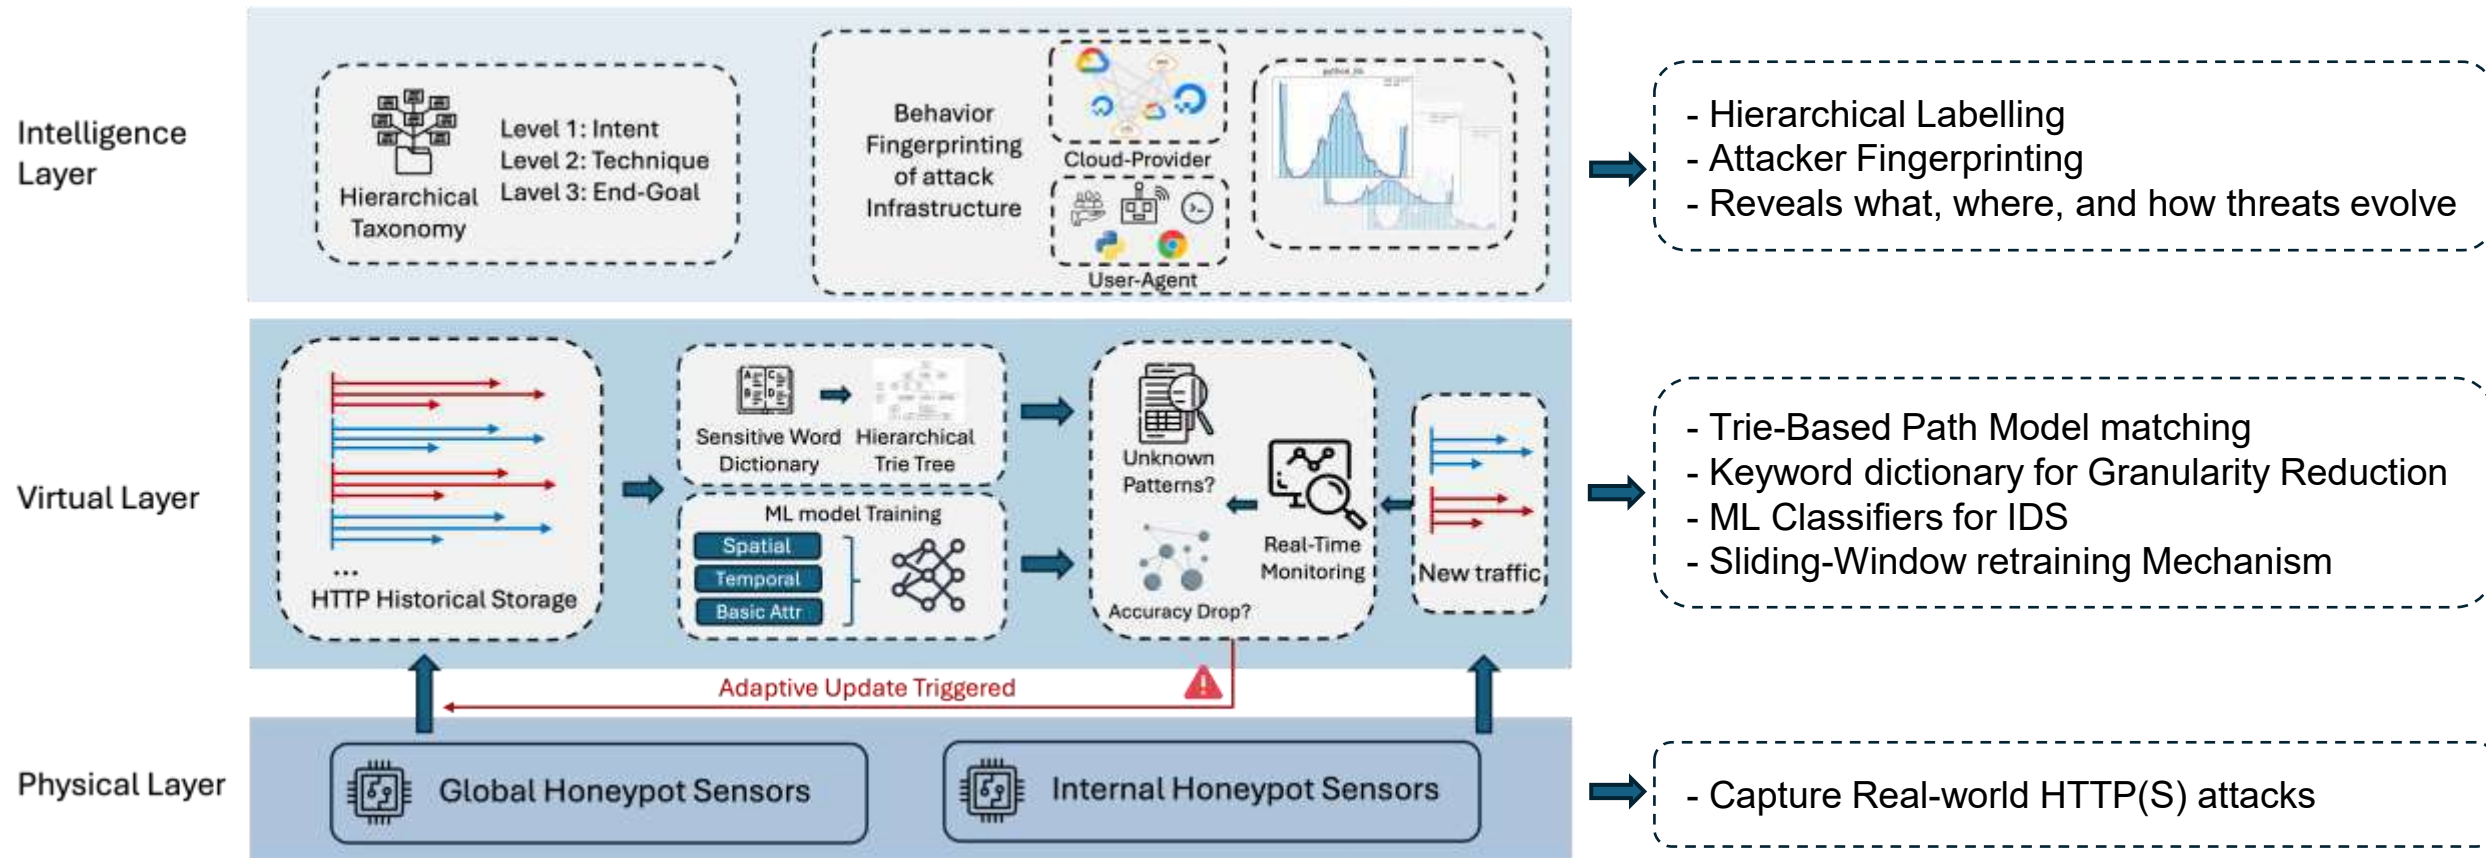 Intelligence
Layer
Hierarchical
Taxonomy
Level 1: Intent
Level 2: Technique
Lavel 3: End-Goal
Behavior
Fingerprinting
of attack
Infrastructure
Cloud-Provider
User-Agent
- Hierarchical Labelling
- Attacker Fingerprinting
- Reveals what, where, and how threats evolve
Virtual Layer
...
HTTP Historical Storage
A
B
C
D
Sensitive Word
Dictionary
Hierarchical
Trie Tree
ML model Training
Spatial
Temporal
Basic Attr
Unknown
Patterns?
Accuracy Drop?
Real-Time
Monitoring
New traffic
- Trie-Based Path Model matching
- Keyword dictionary for Granularity Reduction
- ML Classifiers for IDS
- Sliding-Window retraining Mechanism
Adaptive Update Triggered
Physical Layer
Global Honeypot Sensors
Internal Honeypot Sensors
- Capture Real-world HTTP(S) attacks